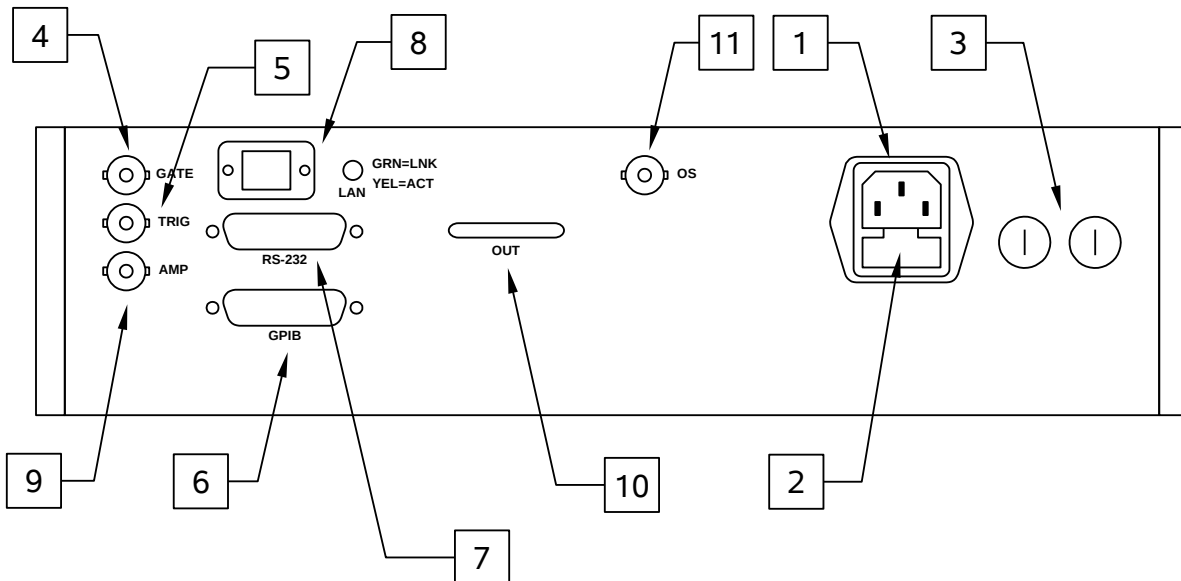 4
5
8
11
1
3
GATE
GRN=LNK
LAN
YEL=ACT
OS
TRIG
RS-232
OUT
AMP
GPIB
9
6
10
2
7